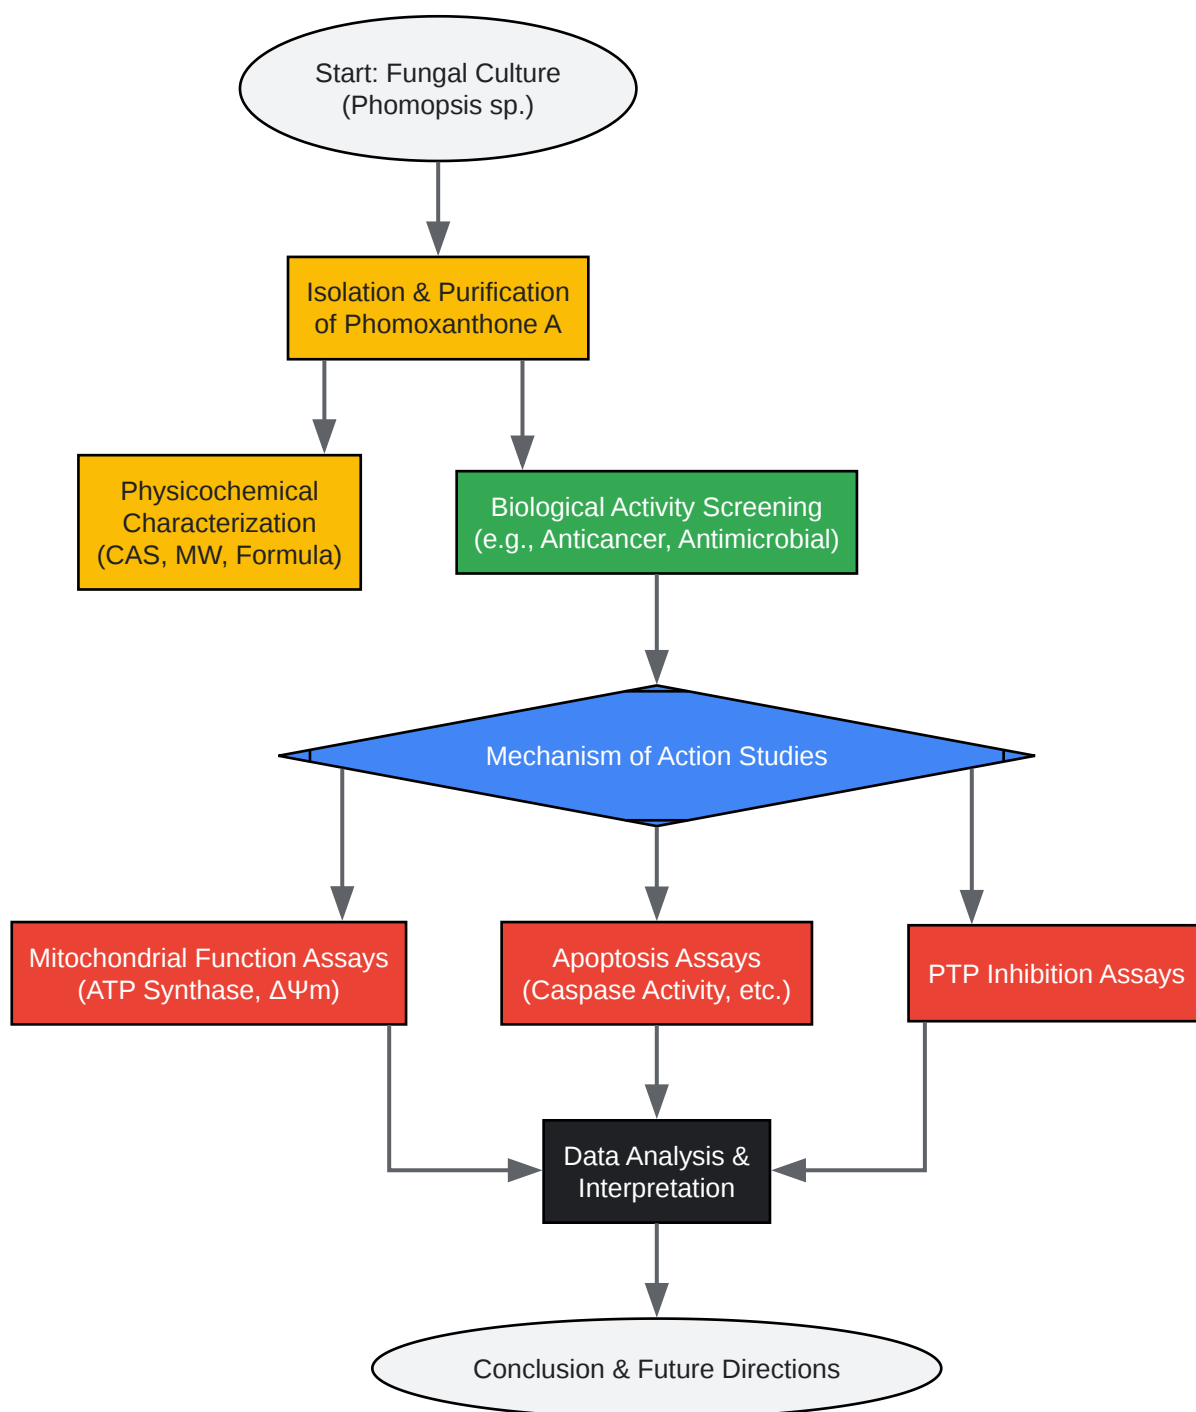 Start: Fungal Culture
(Phomopsis sp.)
Isolation & Purification
of Phomoxanthone A
Physicochemical
Characterization
(CAS, MW, Formula)
Biological Activity Screening
(e.g., Anticancer, Antimicrobial)
Mechanism of Action Studies
Mitochondrial Function Assays
(ATP Synthase, ΔΨm)
Apoptosis Assays
(Caspase Activity, etc.)
PTP Inhibition Assays
Data Analysis &
Interpretation
Conclusion & Future Directions